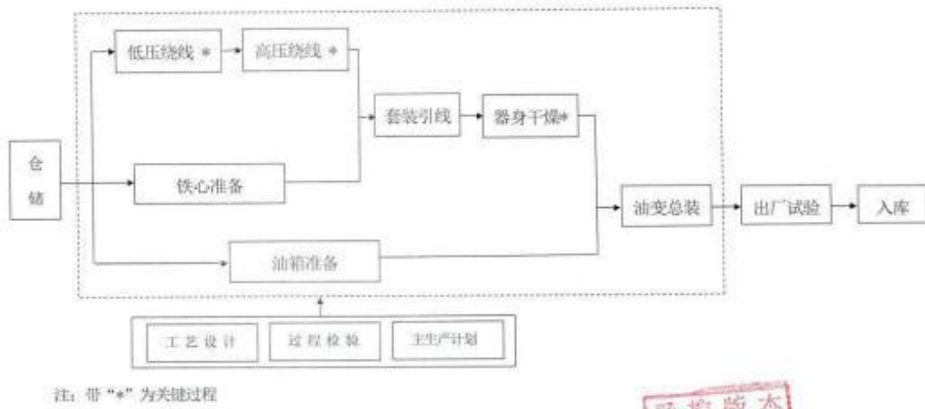 低压绕线 *
高压绕线 *
套装引线
器身干燥*
仓
储
铁心准备
油变总装
出厂试验
入库
油箱准备
工艺设计
过程检验
主生产计划
注：带“*”为关键过程
版本